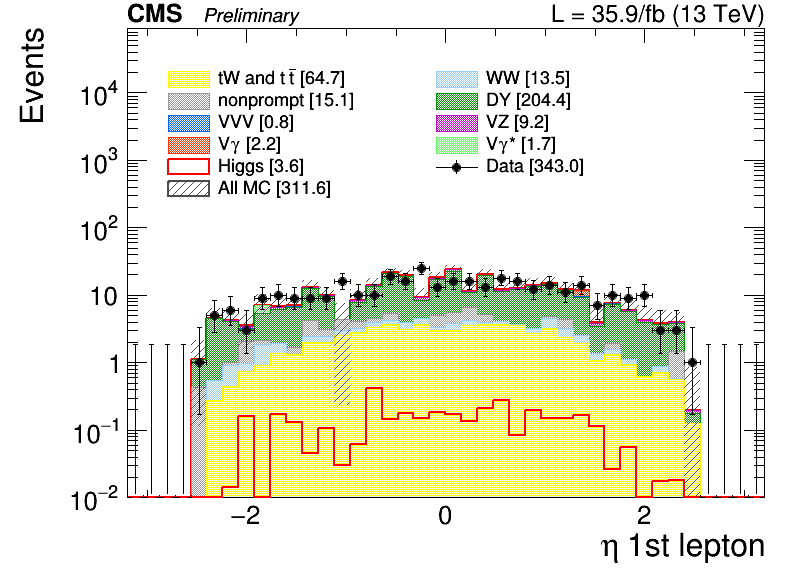 CMS Preliminary L = 35.9/fb (13 TeV)
Events
tW and t t̄ [64.7] WW [13.5]
nonprompt [15.1] DY [204.4]
VVV [0.8] VZ [9.2]
Vγ [2.2] Vγ* [1.7]
Higgs [3.6] Data [343.0]
All MC [311.6]
10⁴
10³
10²
10
1
10⁻¹
10⁻²
−2 0 2
η 1st lepton